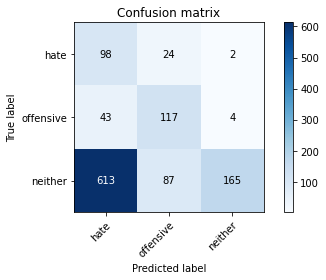 Confusion matrix
hate 98 24 2
offensive 43 117 4
neither 613 87 165
hate offensive neither
True label
Predicted label
600
500
400
300
200
100